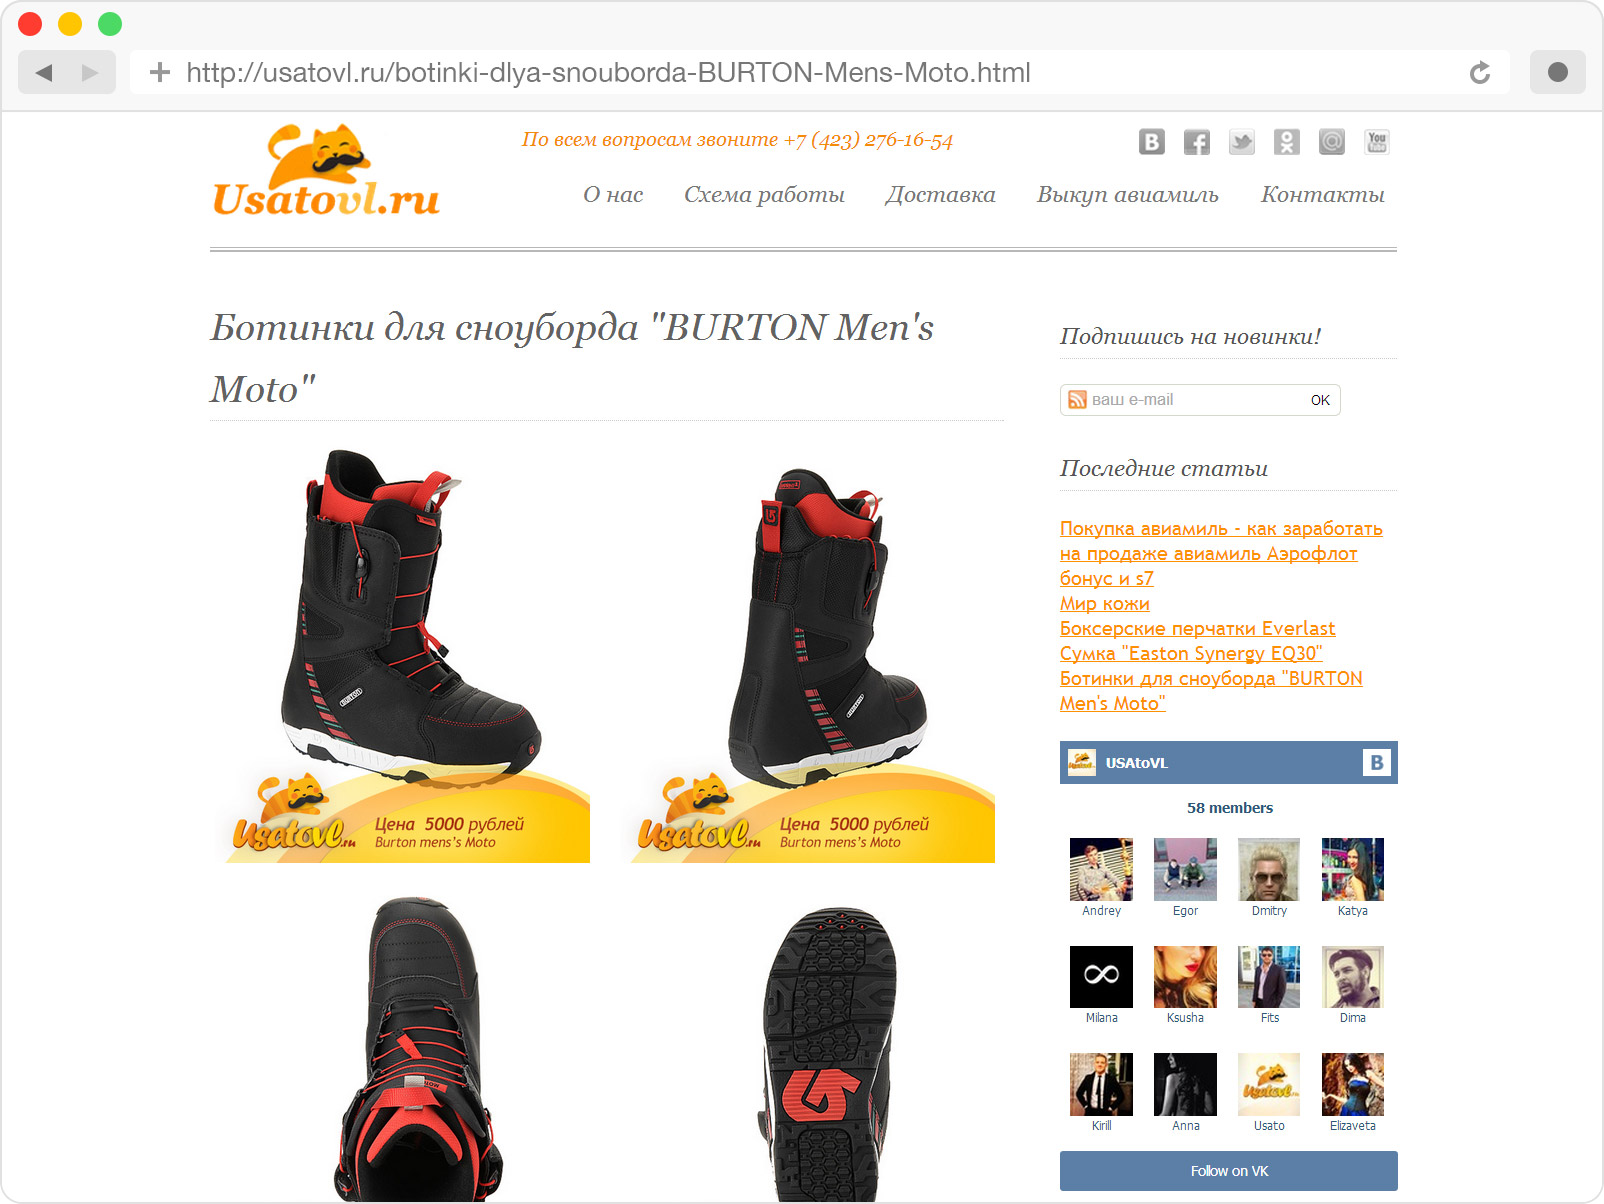 http://usatovl.ru/botinki-dlya-snouborda-BURTON-Mens-Moto.html
Usatovl.ru
По всем вопросам звоните +7 (423) 276-16-54
B
f
@
You
Tube
О нас
Схема работы
Доставка
Выкуп авиамиль
Контакты
Ботинки для сноуборда "BURTON Men's
Moto"
BURTON
Usatovl.ru
Цена 5000 рублей
Burton mens's Moto
Usatovl.ru
Цена 5000 рублей
Burton mens's Moto
Подпишись на новинки!
ваш e-mail
OK
Последние статьи
Покупка авиамиль - как заработать
на продаже авиамиль Аэрофлот
бонус и s7
Мир кожи
Боксерские перчатки Everlast
Сумка "Easton Synergy EQ30"
Ботинки для сноуборда "BURTON
Men's Moto"
USAtoVL
B
58 members
Andrey
Egor
Dmitry
Katya
Milana
Ksusha
Fits
Dima
Kirill
Anna
Usato
Elizaveta
Follow on VK